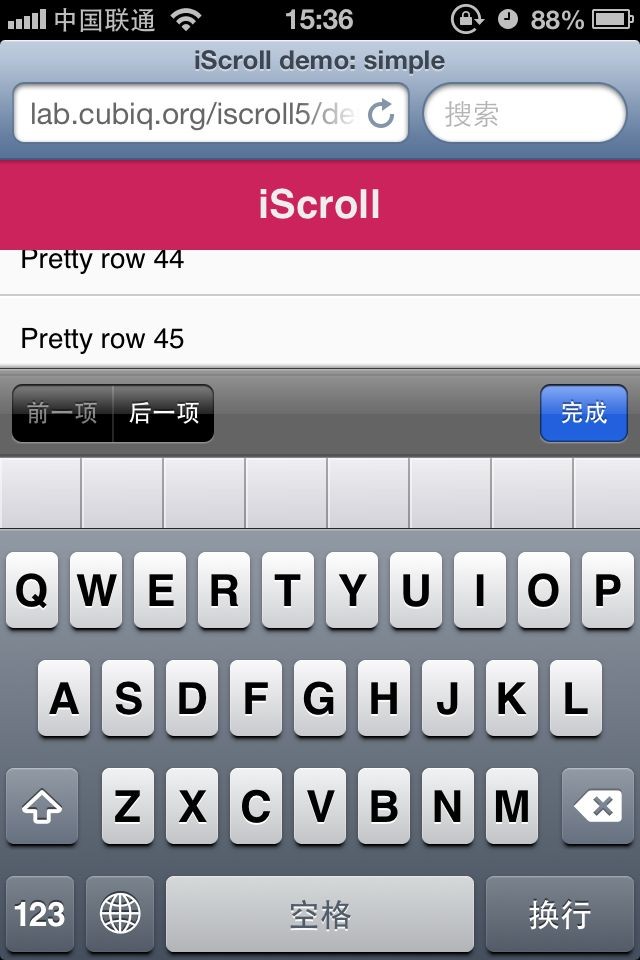 中国联通 15:36 88%
iScroll demo: simple
lab.cubiq.org/iscroll5/de 搜索
iScroll
Pretty row 44
Pretty row 45
前一项 后一项 完成
Q W E R T Y U I O P
A S D F G H J K L
Z X C V B N M
123 空格 换行